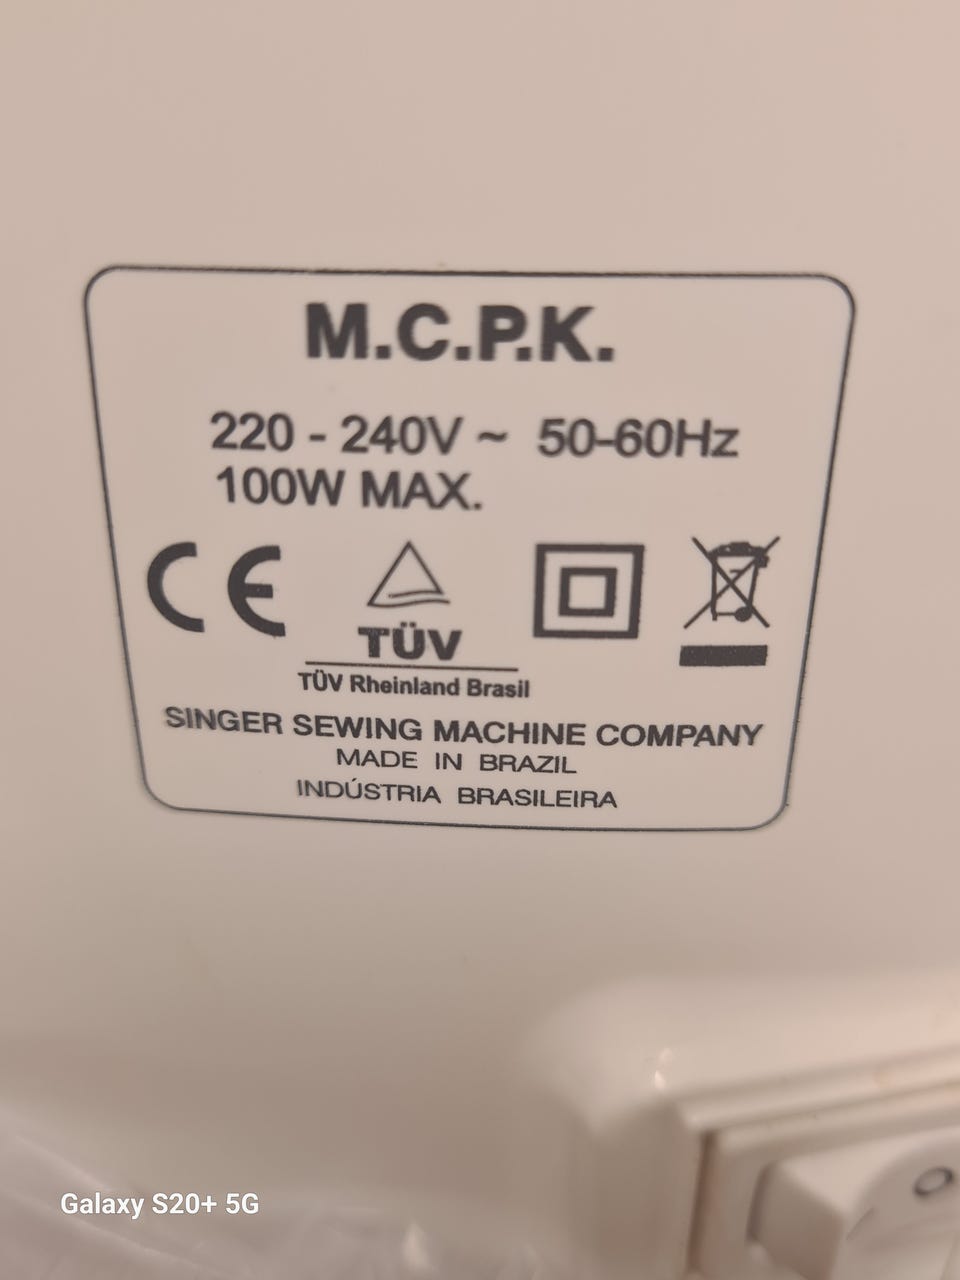 M.C.P.K.
220 - 240V ~ 50-60Hz
100W MAX.
CE
TÜV
TÜV Rheinland Brasil
SINGER SEWING MACHINE COMPANY
MADE IN BRAZIL
INDÚSTRIA BRASILEIRA
Galaxy S20+ 5G